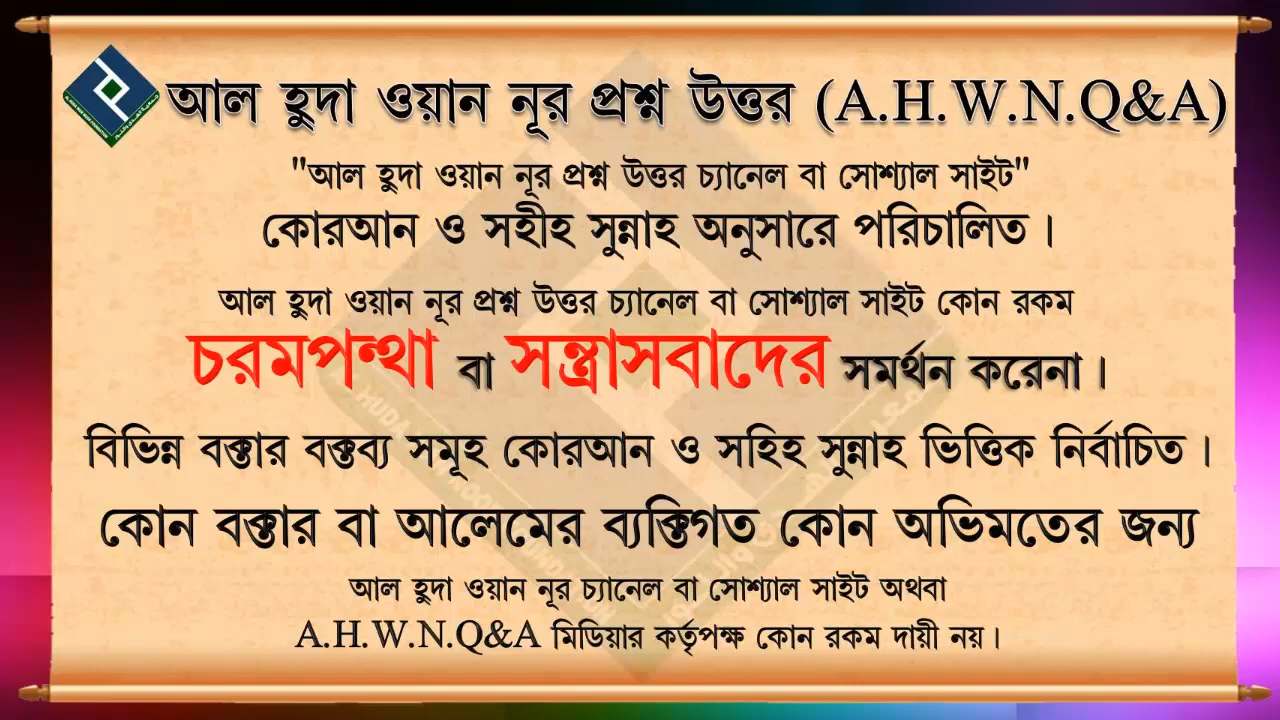 আল হুদা ওয়ান নূর প্রশ্ন উত্তর (A.H.W.N.Q&A)
"আল হুদা ওয়ান নূর প্রশ্ন উত্তর চ্যানেল বা সোশ্যাল সাইট"
কোরআন ও সহীহ সুন্নাহ অনুসারে পরিচালিত।
আল হুদা ওয়ান নূর প্রশ্ন উত্তর চ্যানেল বা সোশ্যাল সাইট কোন রকম
চরমপন্থা বা সন্ত্রাসবাদের সমর্থন করেনা।
বিভিন্ন বক্তার বক্তব্য সমূহ কোরআন ও সহিহ সুন্নাহ ভিত্তিক নির্বাচিত।
কোন বক্তার বা আলেমের ব্যক্তিগত কোন অভিমতের জন্য
আল হুদা ওয়ান নূর চ্যানেল বা সোশ্যাল সাইট অথবা
A.H.W.N.Q&A মিডিয়ার কর্তৃপক্ষ কোন রকম দায়ী নয়।